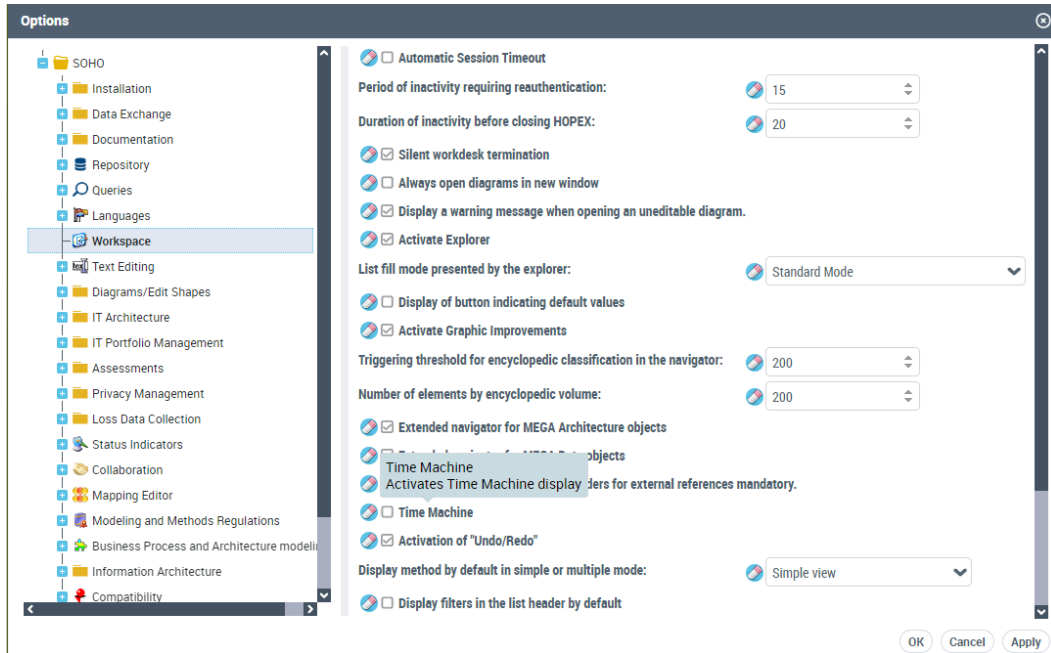 Options
SOHO
Installation
Data Exchange
Documentation
Repository
Queries
Languages
Workspace
Text Editing
Diagrams/Edit Shapes
IT Architecture
IT Portfolio Management
Assessments
Privacy Management
Loss Data Collection
Status Indicators
Collaboration
Mapping Editor
Modeling and Methods Regulations
Business Process and Architecture modeli
Information Architecture
Compatibility
Automatic Session Timeout
Period of inactivity requiring reauthentication: 15
Duration of inactivity before closing HOPEX: 20
Silent workdesk termination
Always open diagrams in new window
Display a warning message when opening an uneditable diagram.
Activate Explorer
List fill mode presented by the explorer: Standard Mode
Display of button indicating default values
Activate Graphic Improvements
Triggering threshold for encyclopedic classification in the navigator: 200
Number of elements by encyclopedic volume: 200
Extended navigator for MEGA Architecture objects
objects
Time Machine
Activates Time Machine display
for external references mandatory.
Time Machine
Activation of "Undo/Redo"
Display method by default in simple or multiple mode: Simple view
Display filters in the list header by default
OK Cancel Apply